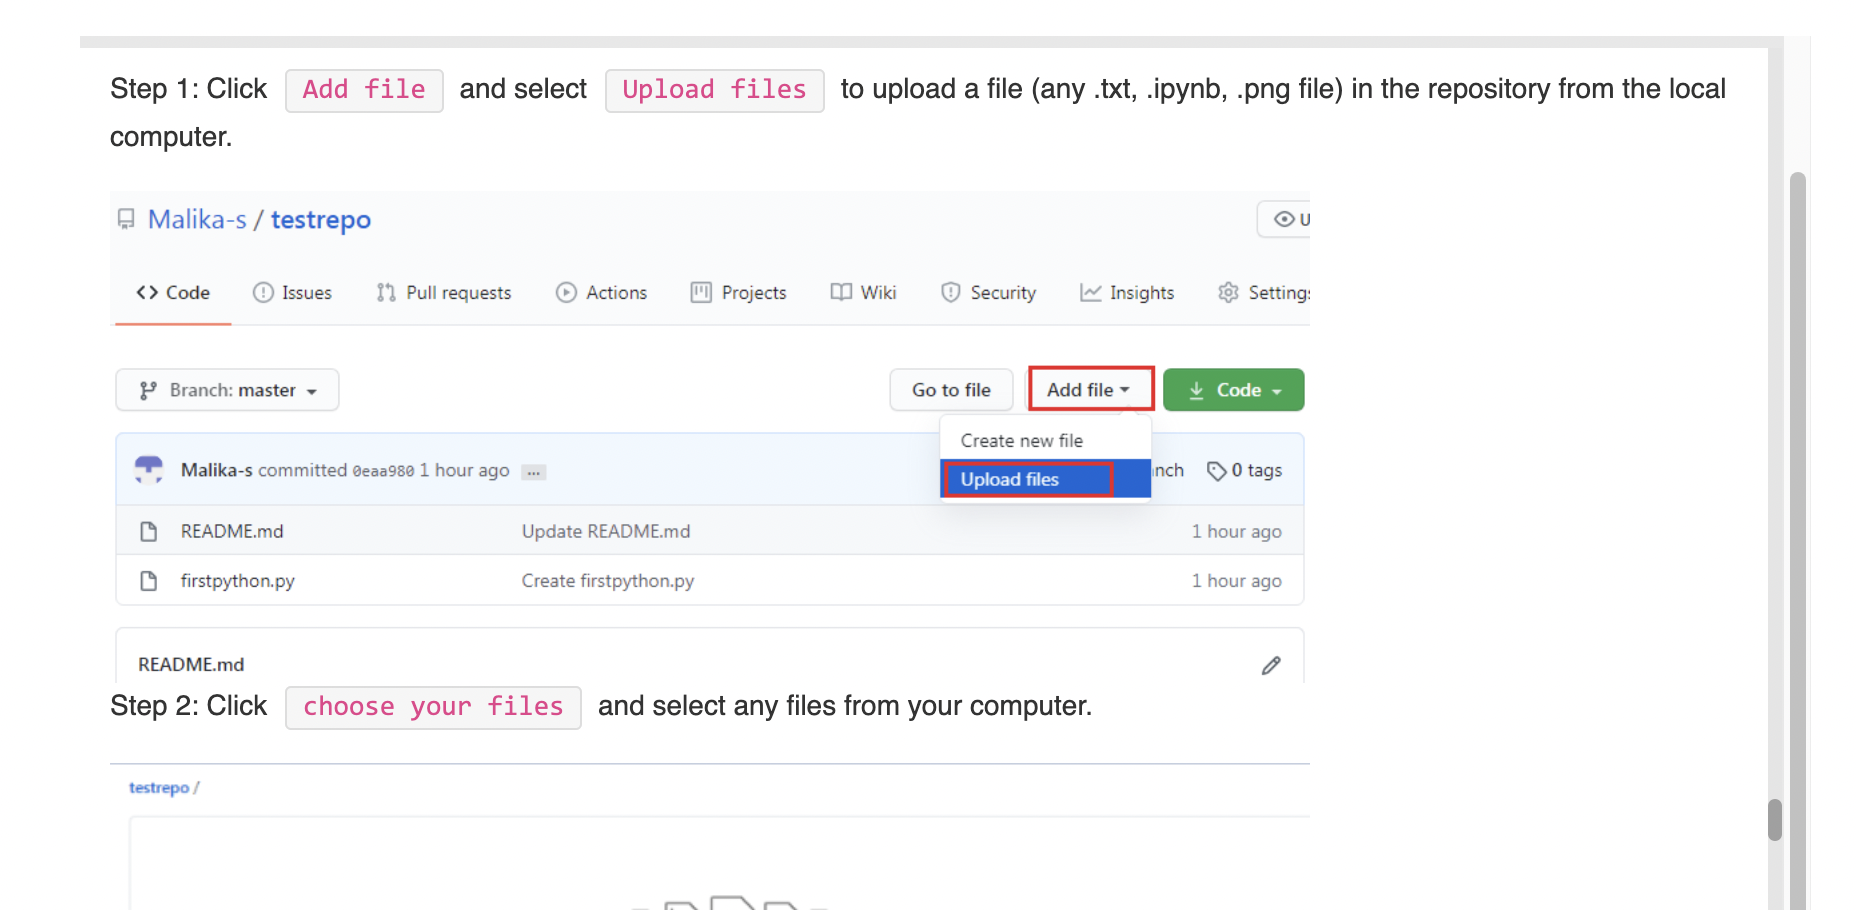 Step 1: Click Add file and select Upload files to upload a file (any .txt, .ipynb, .png file) in the repository from the local
computer.
Malika-s / testrepo
Code Issues Pull requests Actions Projects Wiki Security Insights
Branch: master Go to file Add file Code
Create new file
Malika-s committed 0eaa980 1 hour ago ... 0 tags
Upload files
README.md Update README.md 1 hour ago
firstpython.py Create firstpython.py 1 hour ago
README.md
Step 2: Click choose your files and select any files from your computer.
testrepo /